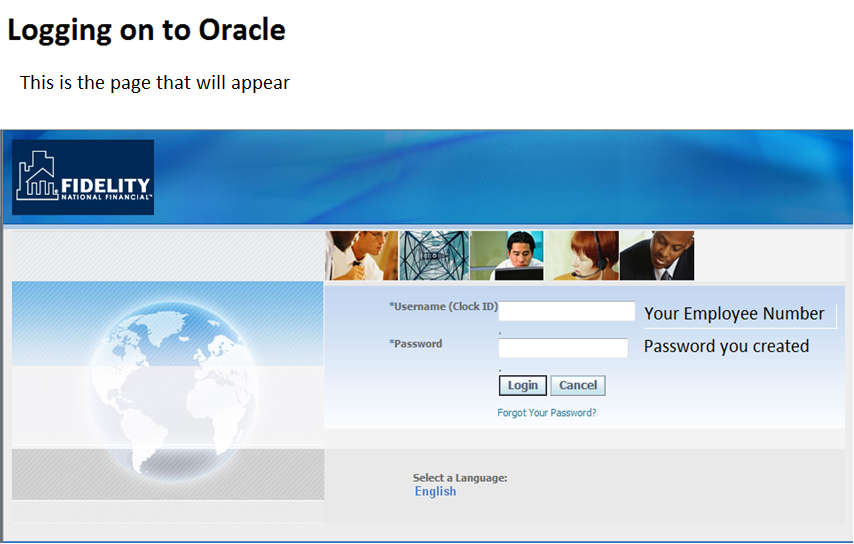 Logging on to Oracle
This is the page that will appear
FIDELITY
NATIONAL FINANCIAL™
*Username (Clock ID)
Your Employee Number
*Password
Password you created
Login
Cancel
Forgot Your Password?
Select a Language:
English